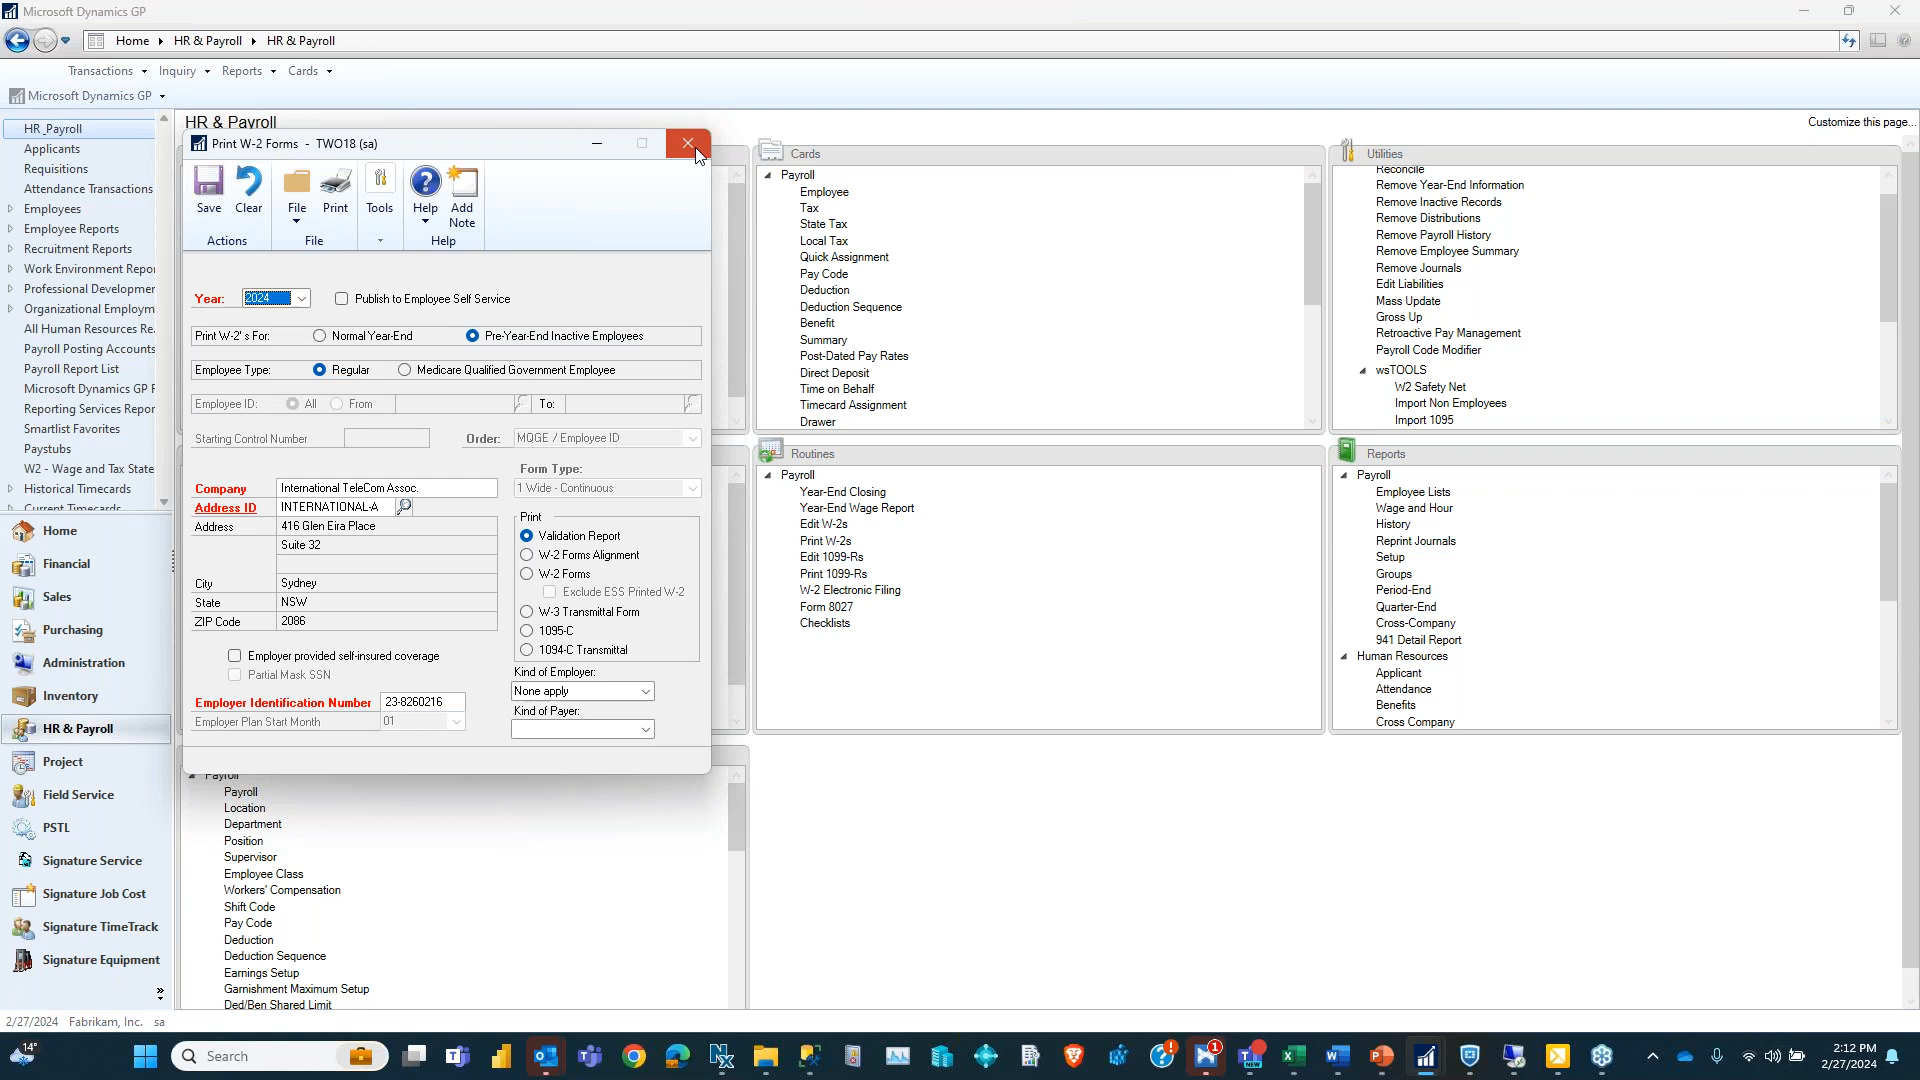 Microsoft Dynamics GP
Home HR & Payroll HR & Payroll
Transactions Inquiry Reports Cards
Microsoft Dynamics GP
HR_Payroll
Applicants
Requisitions
Attendance Transactions
Employees
Employee Reports
Recruitment Reports
Work Environment Repor
Professional Developmer
Organizational Employm
All Human Resources Re.
Payroll Posting Accounts
Payroll Report List
Microsoft Dynamics GP F
Reporting Services Repor
Smartlist Favorites
Paystubs
W2 - Wage and Tax State
Historical Timecards
Current Timecards
Home
Financial
Sales
Purchasing
Administration
Inventory
HR & Payroll
Project
Field Service
PSTL
Signature Service
Signature Job Cost
Signature TimeTrack
Signature Equipment
HR & Payroll
Customize this page...
Print W-2 Forms - TWO18 (sa)
Save Clear File Print Tools Help Add Note
Actions File Help
Year: 2024 Publish to Employee Self Service
Print W-2's For: Normal Year-End Pre-Year-End Inactive Employees
Employee Type: Regular Medicare Qualified Government Employee
Employee ID: All From To:
Starting Control Number Order: MQGE / Employee ID
Form Type:
Company International TeleCom Assoc. 1 Wide - Continuous
Address ID INTERNATIONAL-A
Address 416 Glen Eira Place
Suite 32
City Sydney
State NSW
ZIP Code 2086
Print
Validation Report
W-2 Forms Alignment
W-2 Forms
Exclude ESS Printed W-2
W-3 Transmittal Form
1095-C
1094-C Transmittal
Employer provided self-insured coverage
Partial Mask SSN
Kind of Employer:
None apply
Employer Identification Number 23-8260216
Kind of Payer:
Employer Plan Start Month 01
Payroll
Payroll
Location
Department
Position
Supervisor
Employee Class
Workers' Compensation
Shift Code
Pay Code
Deduction
Deduction Sequence
Earnings Setup
Garnishment Maximum Setup
Ded/Ben Shared Limit
Cards
Payroll
Employee
Tax
State Tax
Local Tax
Quick Assignment
Pay Code
Deduction
Deduction Sequence
Benefit
Summary
Post-Dated Pay Rates
Direct Deposit
Time on Behalf
Timecard Assignment
Drawer
Routines
Payroll
Year-End Closing
Year-End Wage Report
Edit W-2s
Print W-2s
Edit 1099-Rs
Print 1099-Rs
W-2 Electronic Filing
Form 8027
Checklists
Utilities
Reconcile
Remove Year-End Information
Remove Inactive Records
Remove Distributions
Remove Payroll History
Remove Employee Summary
Remove Journals
Edit Liabilities
Mass Update
Gross Up
Retroactive Pay Management
Payroll Code Modifier
wsTOOLS
W2 Safety Net
Import Non Employees
Import 1095
Reports
Payroll
Employee Lists
Wage and Hour
History
Reprint Journals
Setup
Groups
Period-End
Quarter-End
Cross-Company
941 Detail Report
Human Resources
Applicant
Attendance
Benefits
Cross Company
2/27/2024 Fabrikam, Inc. sa
14° Search 1 NEW 2:12 PM
2/27/2024